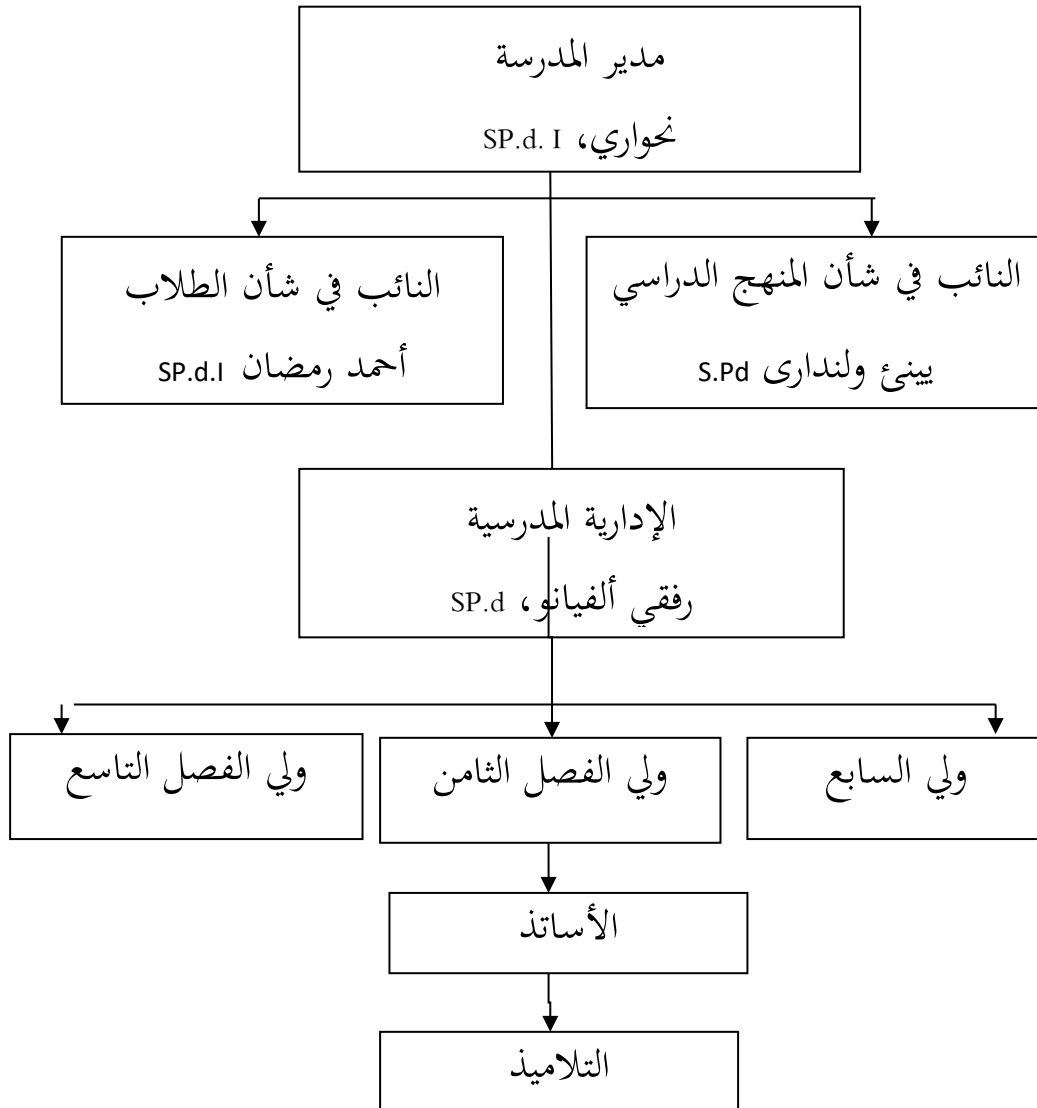 مدير المدرسة
نحواري، SP.d. I
النائب في شأن المنهج الدراسي
يينئ ولندارى S.Pd
النائب في شأن الطلاب
أحمد رمضان SP.d.I
الإدارية المدرسية
رفقي ألفيانو، SP.d
ولي السابع
ولي الفصل الثامن
ولي الفصل التاسع
الأساتذ
التلاميذ